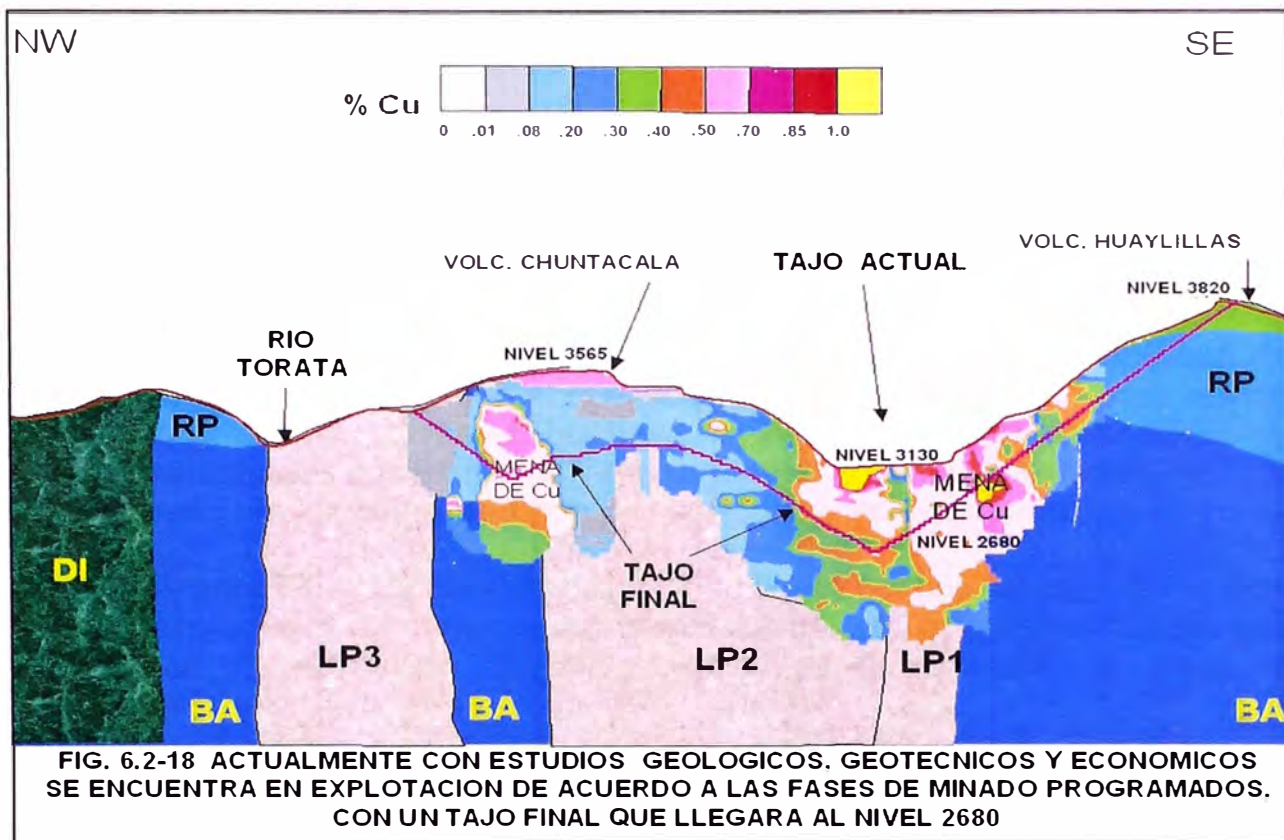 NW
SE
% Cu
0 .01 .08 .20 .30 .40 .50 .70 .85 1.0
VOLC. CHUNTACALA
TAJO ACTUAL
VOLC. HUAYLILLAS
NIVEL 3820
RIO
TORATA
NIVEL 3565
RP
RP
NIVEL 3130
MENA
DE Cu
MENA
DE Cu
NIVEL 2680
DI
TAJO
FINAL
LP3
LP2
LP1
BA
BA
BA
FIG. 6.2-18 ACTUALMENTE CON ESTUDIOS GEOLOGICOS. GEOTECNICOS Y ECONOMICOS
SE ENCUENTRA EN EXPLOTACION DE ACUERDO A LAS FASES DE MINADO PROGRAMADOS.
CON UN TAJO FINAL QUE LLEGARA AL NIVEL 2680